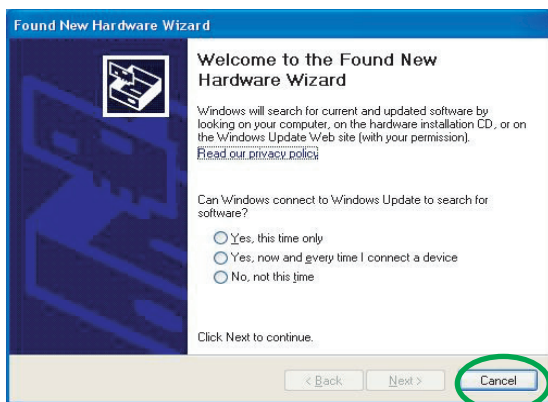 Found New Hardware Wizard
Welcome to the Found New
Hardware Wizard
Windows will search for current and updated software by
looking on your computer, on the hardware installation CD, or on
the Windows Update Web site (with your permission).
Read our privacy policy
Can Windows connect to Windows Update to search for
software?
Yes, this time only
Yes, now and every time I connect a device
No, not this time
Click Next to continue.
< Back Next > Cancel